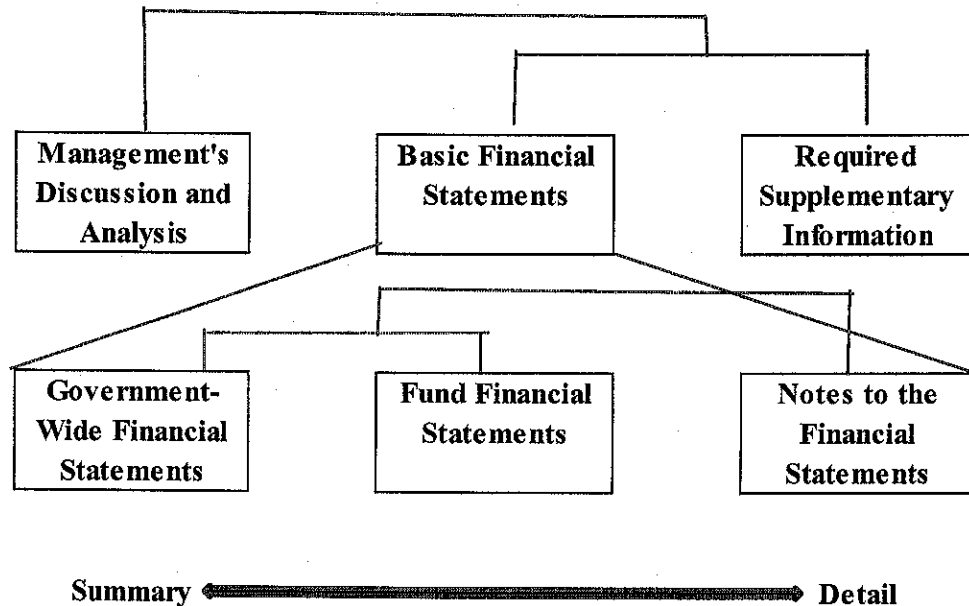 Management's
Discussion and
Analysis
Basic Financial
Statements
Required
Supplementary
Information
Government-
Wide Financial
Statements
Fund Financial
Statements
Notes to the
Financial
Statements
Summary
Detail